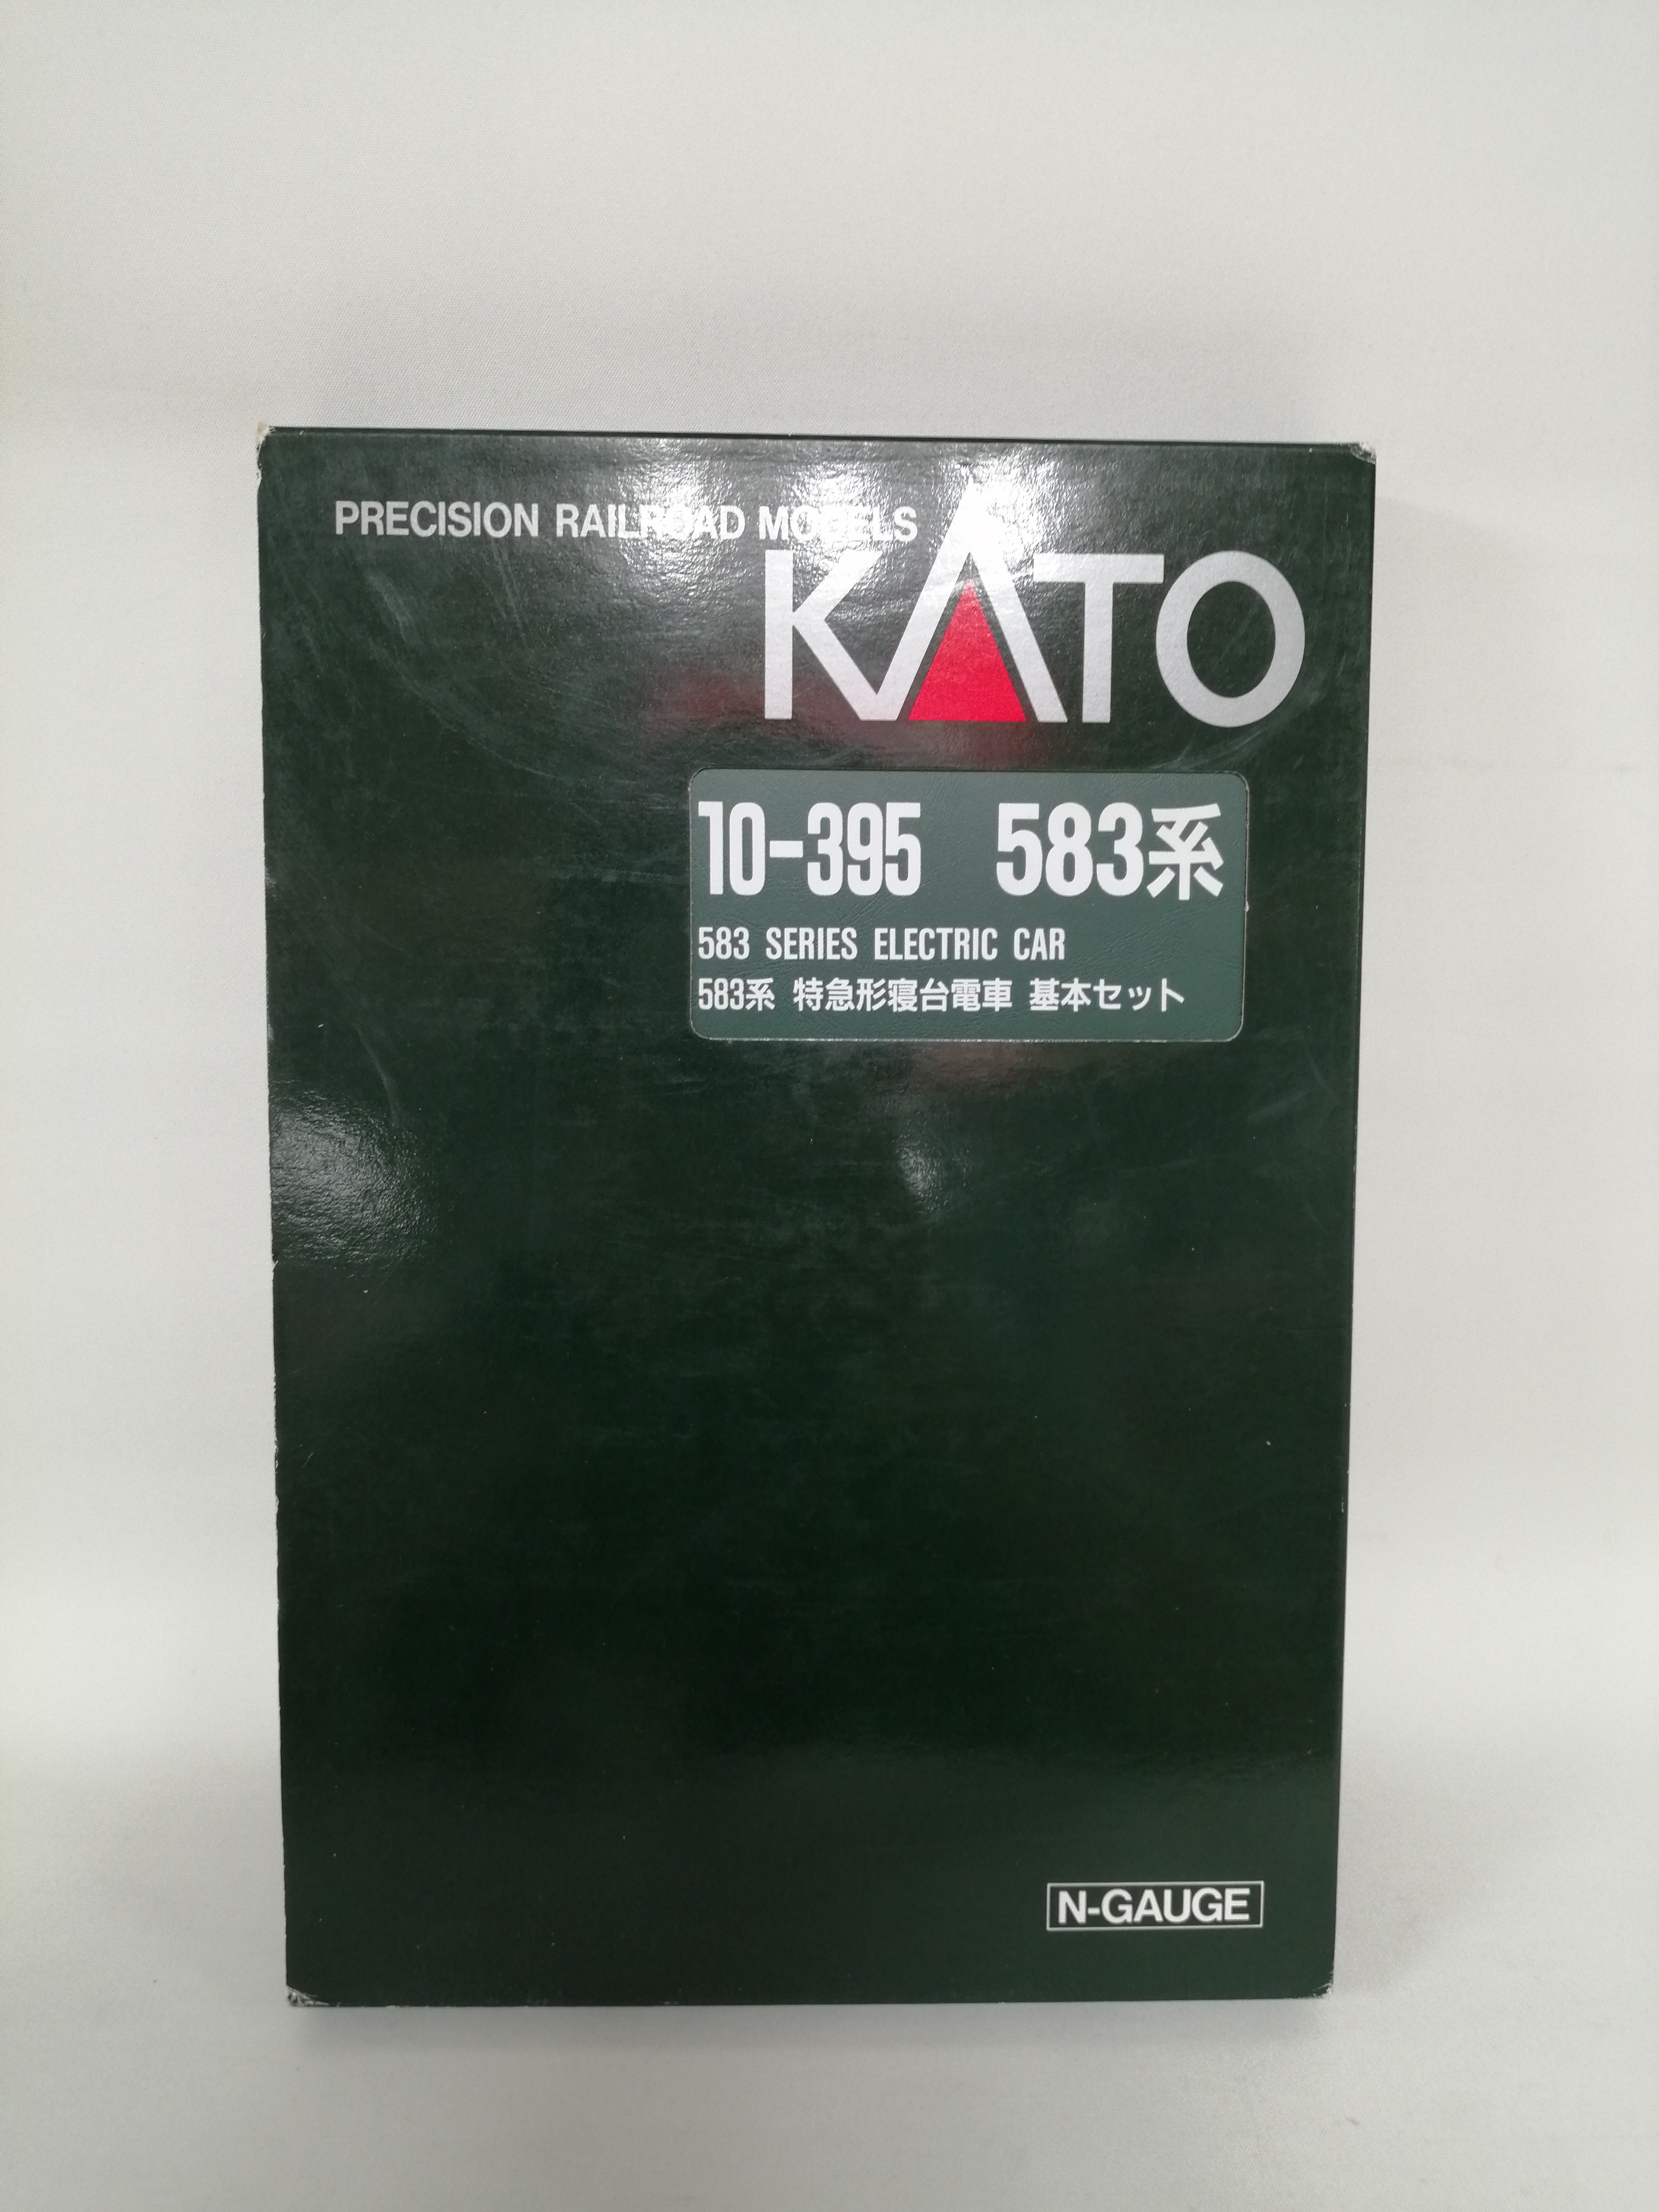 PRECISION RAILROAD MODELS
KATO
10-395 583系
583 SERIES ELECTRIC CAR
583系 特急形寝台電車 基本セット
N-GAUGE